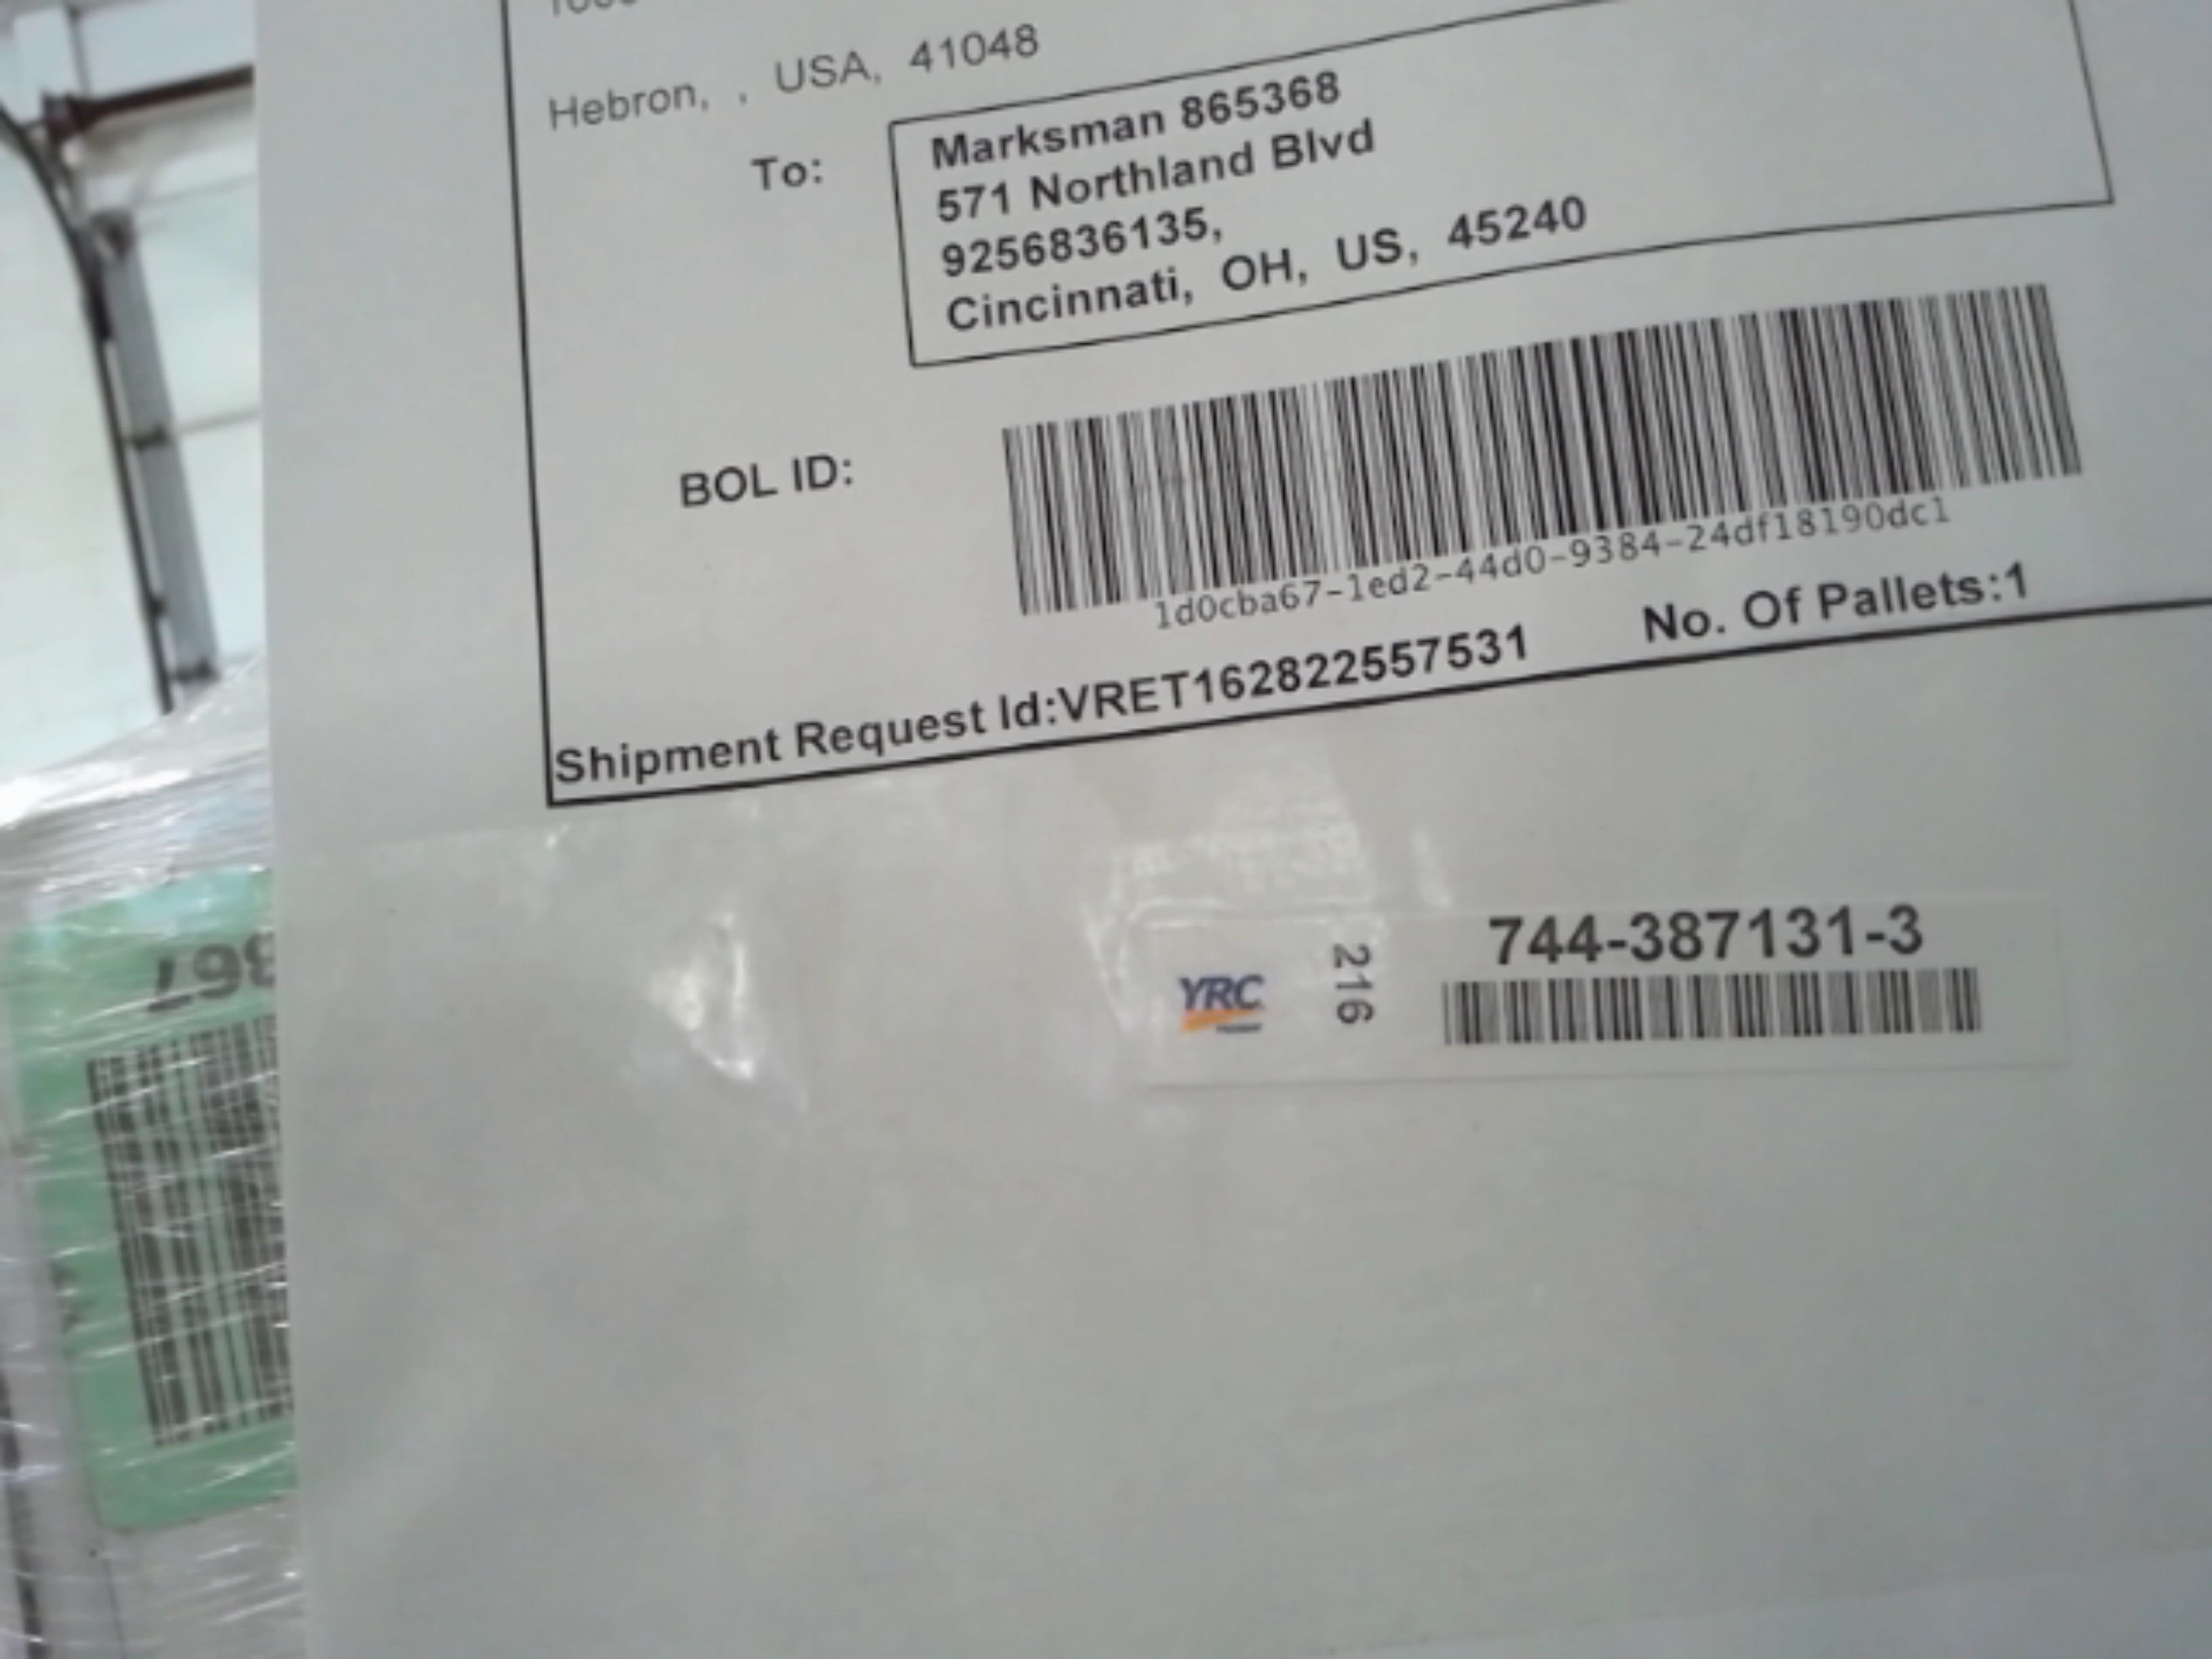 Hebron, , USA, 41048
To:
Marksman 865368
571 Northland Blvd
9256836135,
Cincinnati, OH, US, 45240
BOL ID:
1d0cba67-1ed2-44d0-9384-24df18190dc1
Shipment Request Id:VRET162822557531 No. Of Pallets:1
YRC
216
744-387131-3
367